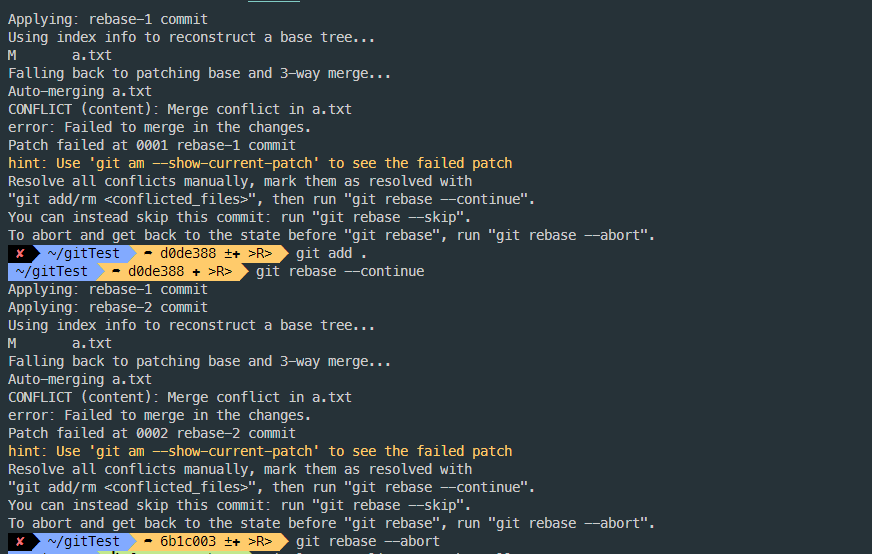 Applying: rebase-1 commit
Using index info to reconstruct a base tree...
M       a.txt
Falling back to patching base and 3-way merge...
Auto-merging a.txt
CONFLICT (content): Merge conflict in a.txt
error: Failed to merge in the changes.
Patch failed at 0001 rebase-1 commit
hint: Use 'git am --show-current-patch' to see the failed patch
Resolve all conflicts manually, mark them as resolved with
"git add/rm <conflicted_files>", then run "git rebase --continue".
You can instead skip this commit: run "git rebase --skip".
To abort and get back to the state before "git rebase", run "git rebase --abort".
✘ ~/gitTest ➦ d0de388 ±✚ >R> git add .
~/gitTest ➦ d0de388 ✚ >R> git rebase --continue
Applying: rebase-1 commit
Applying: rebase-2 commit
Using index info to reconstruct a base tree...
M       a.txt
Falling back to patching base and 3-way merge...
Auto-merging a.txt
CONFLICT (content): Merge conflict in a.txt
error: Failed to merge in the changes.
Patch failed at 0002 rebase-2 commit
hint: Use 'git am --show-current-patch' to see the failed patch
Resolve all conflicts manually, mark them as resolved with
"git add/rm <conflicted_files>", then run "git rebase --continue".
You can instead skip this commit: run "git rebase --skip".
To abort and get back to the state before "git rebase", run "git rebase --abort".
✘ ~/gitTest ➦ 6b1c003 ±✚ >R> git rebase --abort